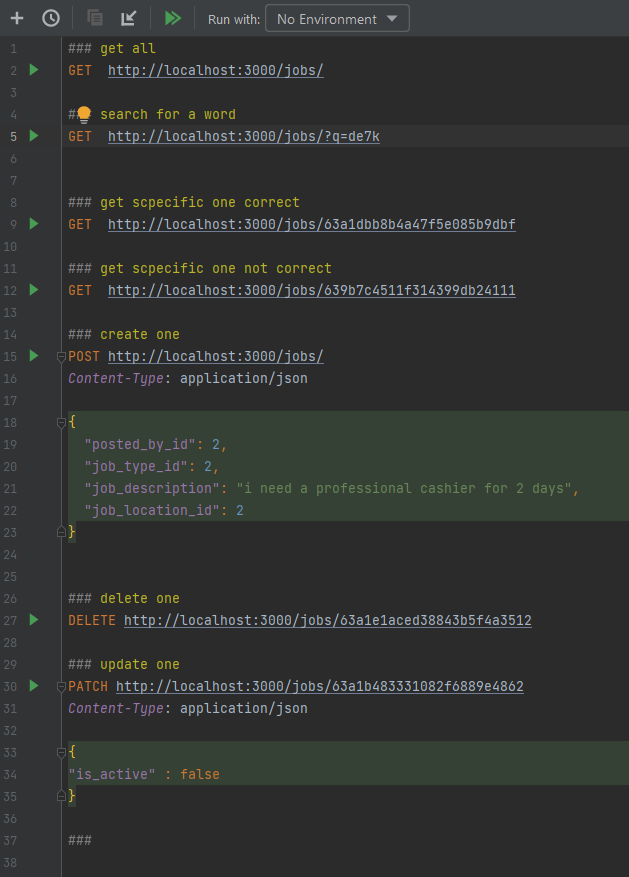 Run with: No Environment
1 ### get all
2 GET  http://localhost:3000/jobs/
3
4 ### search for a word
5 GET  http://localhost:3000/jobs/?q=de7k
6
7
8 ### get scpecific one correct
9 GET  http://localhost:3000/jobs/63a1dbb8b4a47f5e085b9dbf
10
11 ### get scpecific one not correct
12 GET  http://localhost:3000/jobs/639b7c4511f314399db24111
13
14 ### create one
15 POST http://localhost:3000/jobs/
16 Content-Type: application/json
17
18 {
19   "posted_by_id": 2,
20   "job_type_id": 2,
21   "job_description": "i need a professional cashier for 2 days",
22   "job_location_id": 2
23 }
24
25
26 ### delete one
27 DELETE http://localhost:3000/jobs/63a1e1aced38843b5f4a3512
28
29 ### update one
30 PATCH http://localhost:3000/jobs/63a1b483331082f6889e4862
31 Content-Type: application/json
32
33 {
34 "is_active" : false
35 }
36
37 ###
38